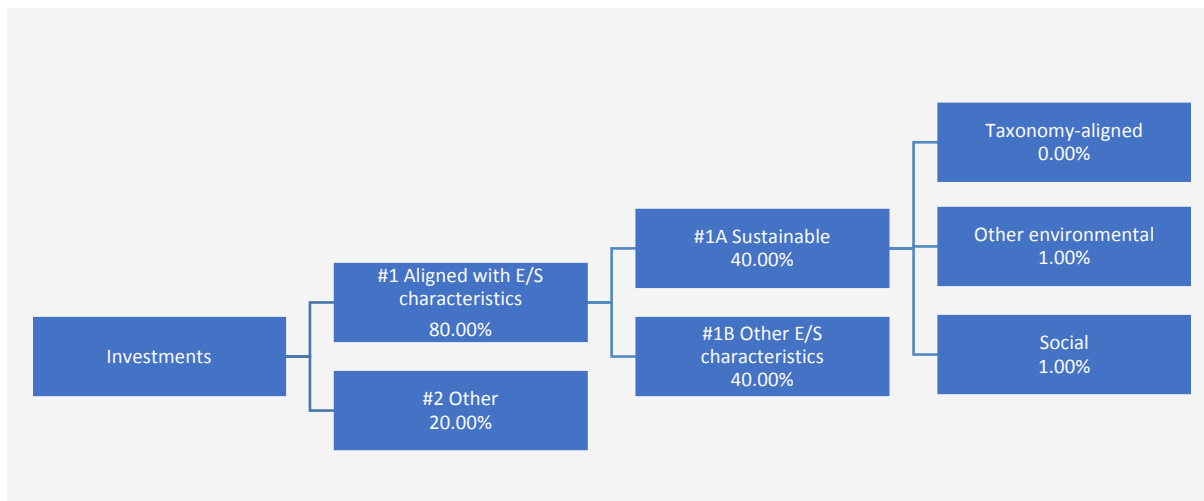 Investments
#1 Aligned with E/S
characteristics
80.00%
#2 Other
20.00%
#1A Sustainable
40.00%
#1B Other E/S
characteristics
40.00%
Taxonomy-aligned
0.00%
Other environmental
1.00%
Social
1.00%